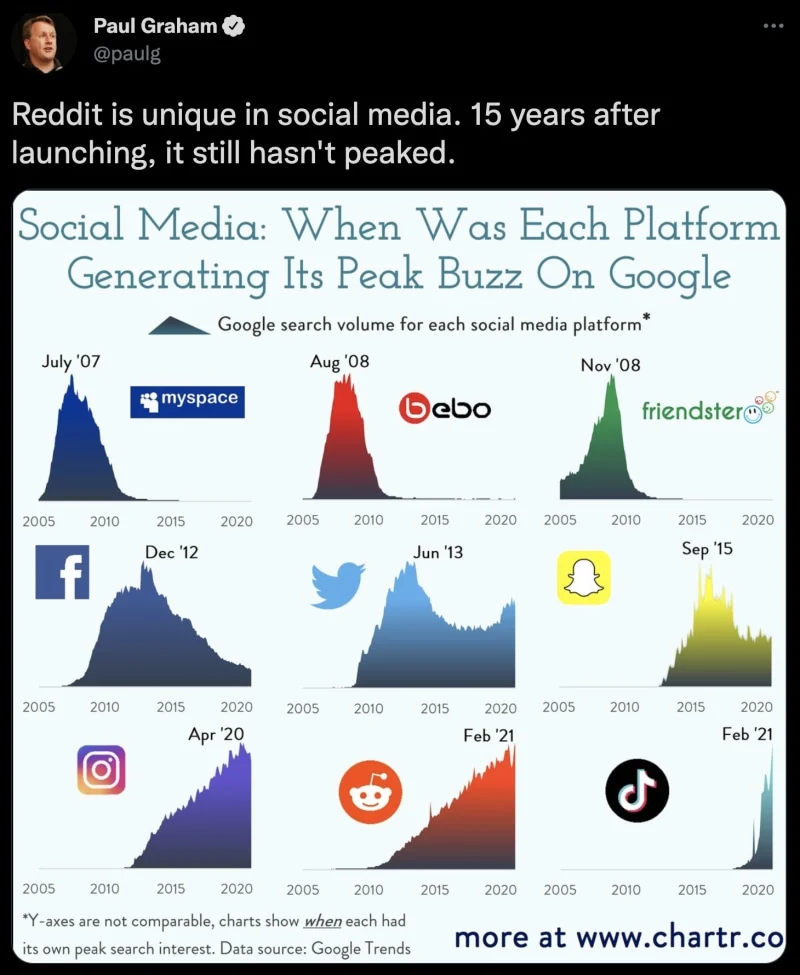 Paul Graham
@paulg
Reddit is unique in social media. 15 years after
launching, it still hasn't peaked.
Social Media: When Was Each Platform
Generating Its Peak Buzz On Google
Google search volume for each social media platform*
July '07
Aug '08
Nov '08
myspace
bebo
friendster
2005 2010 2015 2020
2005 2010 2015 2020
2005 2010 2015 2020
f
Dec '12
Jun '13
Sep '15
2005 2010 2015 2020
2005 2010 2015 2020
2005 2010 2015 2020
Apr '20
Feb '21
Feb '21
2005 2010 2015 2020
2005 2010 2015 2020
2005 2010 2015 2020
*Y-axes are not comparable, charts show when each had
its own peak search interest. Data source: Google Trends
more at www.chartr.co